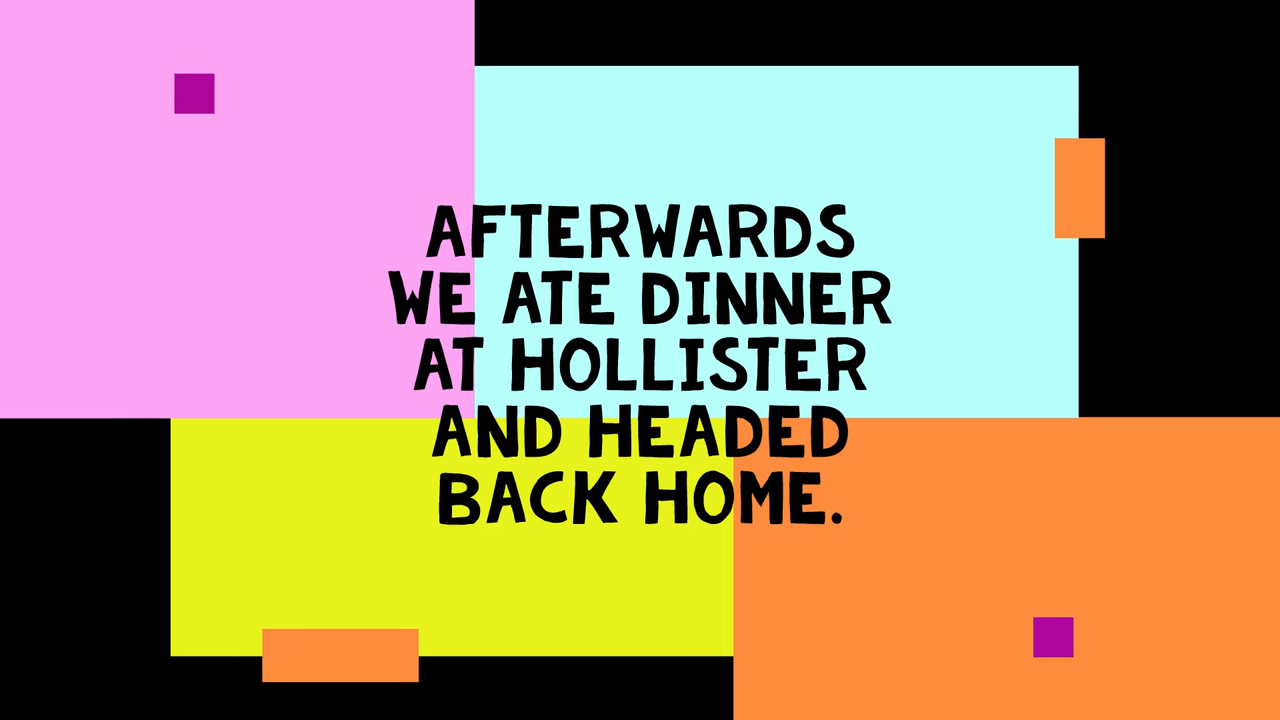 AFTERWARDS
WE ATE DINNER
AT HOLLISTER
AND HEADED
BACK HOME.